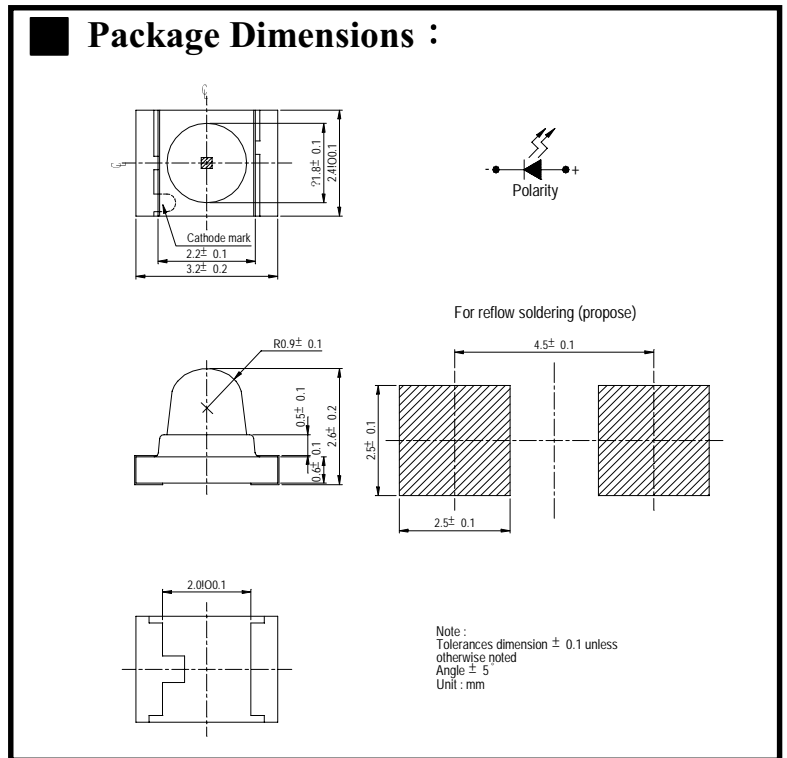 ■ Package Dimensions：
℄
℄
?1.8± 0.1
2.4!O0.1
Cathode mark
2.2± 0.1
3.2± 0.2
- +
Polarity
For reflow soldering (propose)
R0.9± 0.1
4.5± 0.1
0.5± 0.1
2.6± 0.2
0.6± 0.1
2.5± 0.1
2.5± 0.1
2.0!O0.1
Note :
Tolerances dimension ± 0.1 unless
otherwise noted
Angle ± 5°
Unit : mm